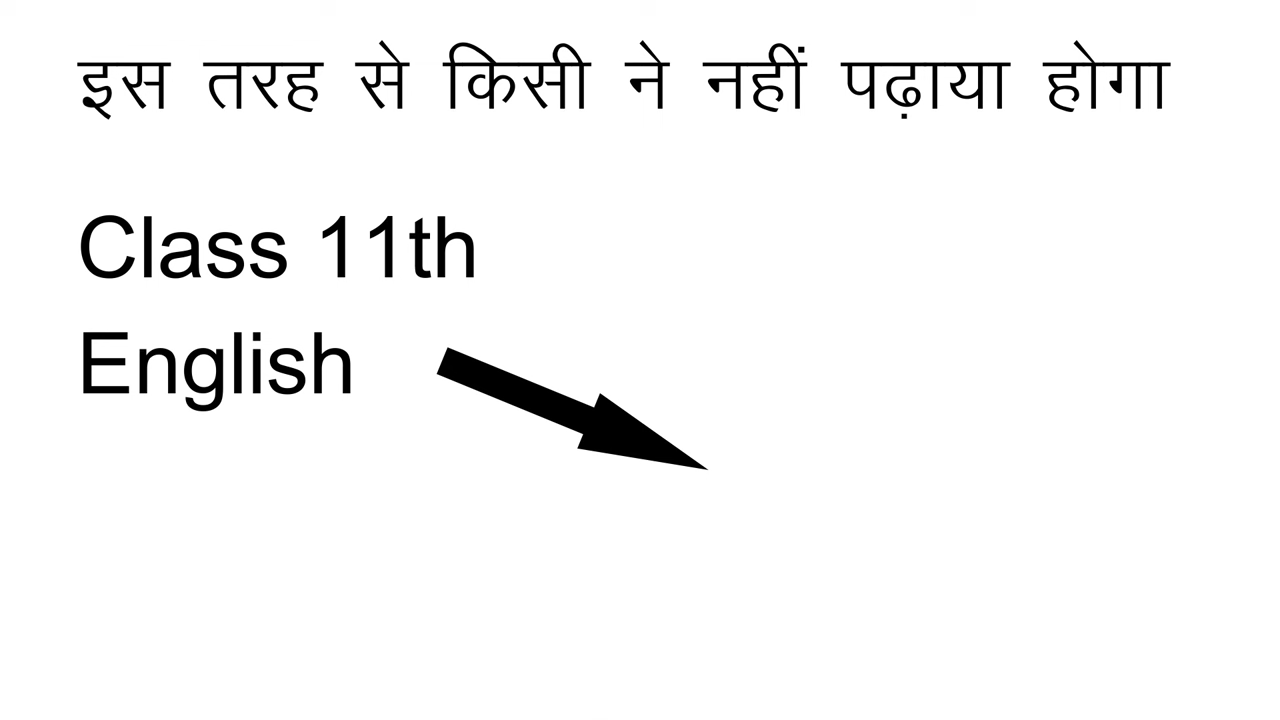 इस तरह से किसी ने नहीं पढ़ाया होगा
Class 11th
English